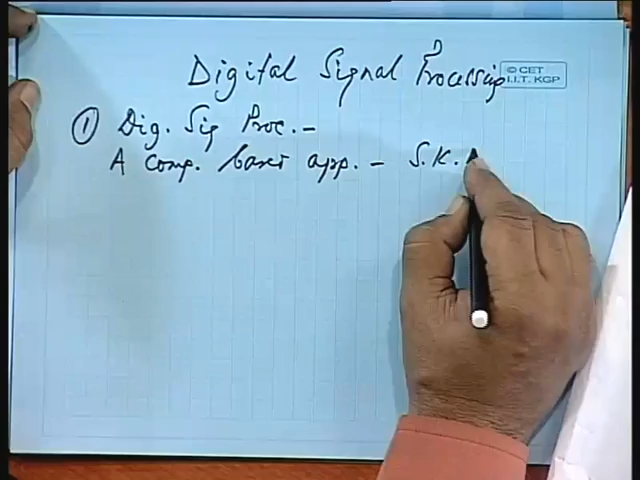 Digital Signal Processing
© CET
I.I.T. KGP
① Dig. Sig Proc. –
A Comp. based app. – S.K.